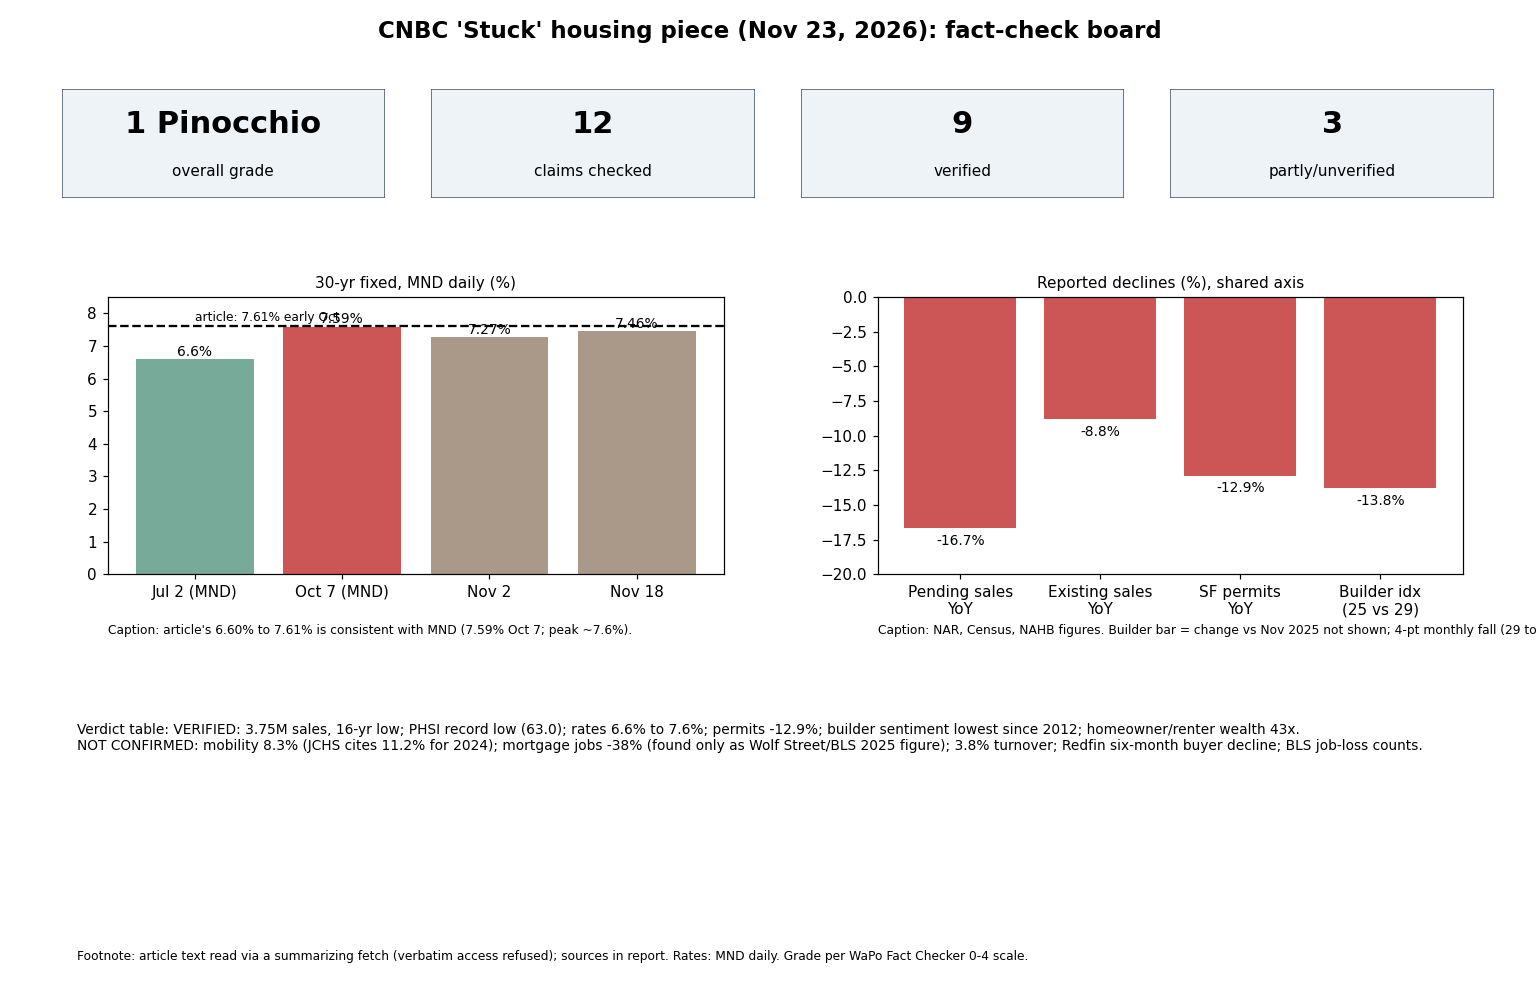 CNBC 'Stuck' housing piece (Nov 23, 2026): fact-check board
1 Pinocchio
overall grade
12
claims checked
9
verified
3
partly/unverified
30-yr fixed, MND daily (%)
article: 7.61% early Oct
8
7
6
5
4
3
2
1
0
6.6%
7.59%
7.27%
7.46%
Jul 2 (MND)
Oct 7 (MND)
Nov 2
Nov 18
Caption: article's 6.60% to 7.61% is consistent with MND (7.59% Oct 7; peak ~7.6%).
Reported declines (%), shared axis
0.0
−2.5
−5.0
−7.5
−10.0
−12.5
−15.0
−17.5
−20.0
-16.7%
-8.8%
-12.9%
-13.8%
Pending sales
YoY
Existing sales
YoY
SF permits
YoY
Builder idx
(25 vs 29)
Caption: NAR, Census, NAHB figures. Builder bar = change vs Nov 2025 not shown; 4-pt monthly fall (29 to
Verdict table: VERIFIED: 3.75M sales, 16-yr low; PHSI record low (63.0); rates 6.6% to 7.6%; permits -12.9%; builder sentiment lowest since 2012; homeowner/renter wealth 43x.
NOT CONFIRMED: mobility 8.3% (JCHS cites 11.2% for 2024); mortgage jobs -38% (found only as Wolf Street/BLS 2025 figure); 3.8% turnover; Redfin six-month buyer decline; BLS job-loss counts.
Footnote: article text read via a summarizing fetch (verbatim access refused); sources in report. Rates: MND daily. Grade per WaPo Fact Checker 0-4 scale.